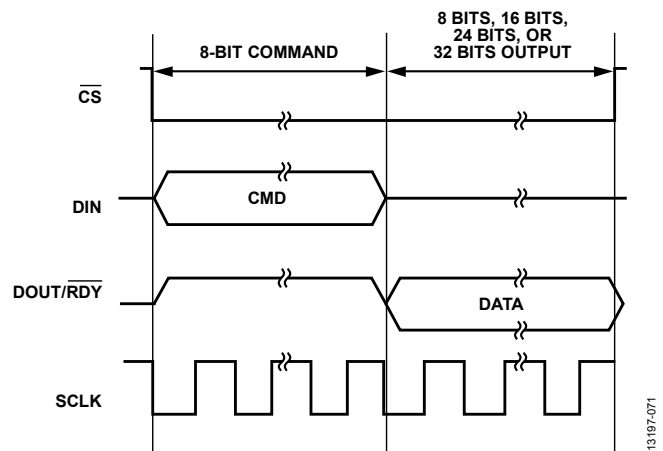 8 BITS, 16 BITS,
24 BITS, OR
32 BITS OUTPUT
8-BIT COMMAND
CS
DIN
CMD
DOUT/RDY
DATA
SCLK
13197-071